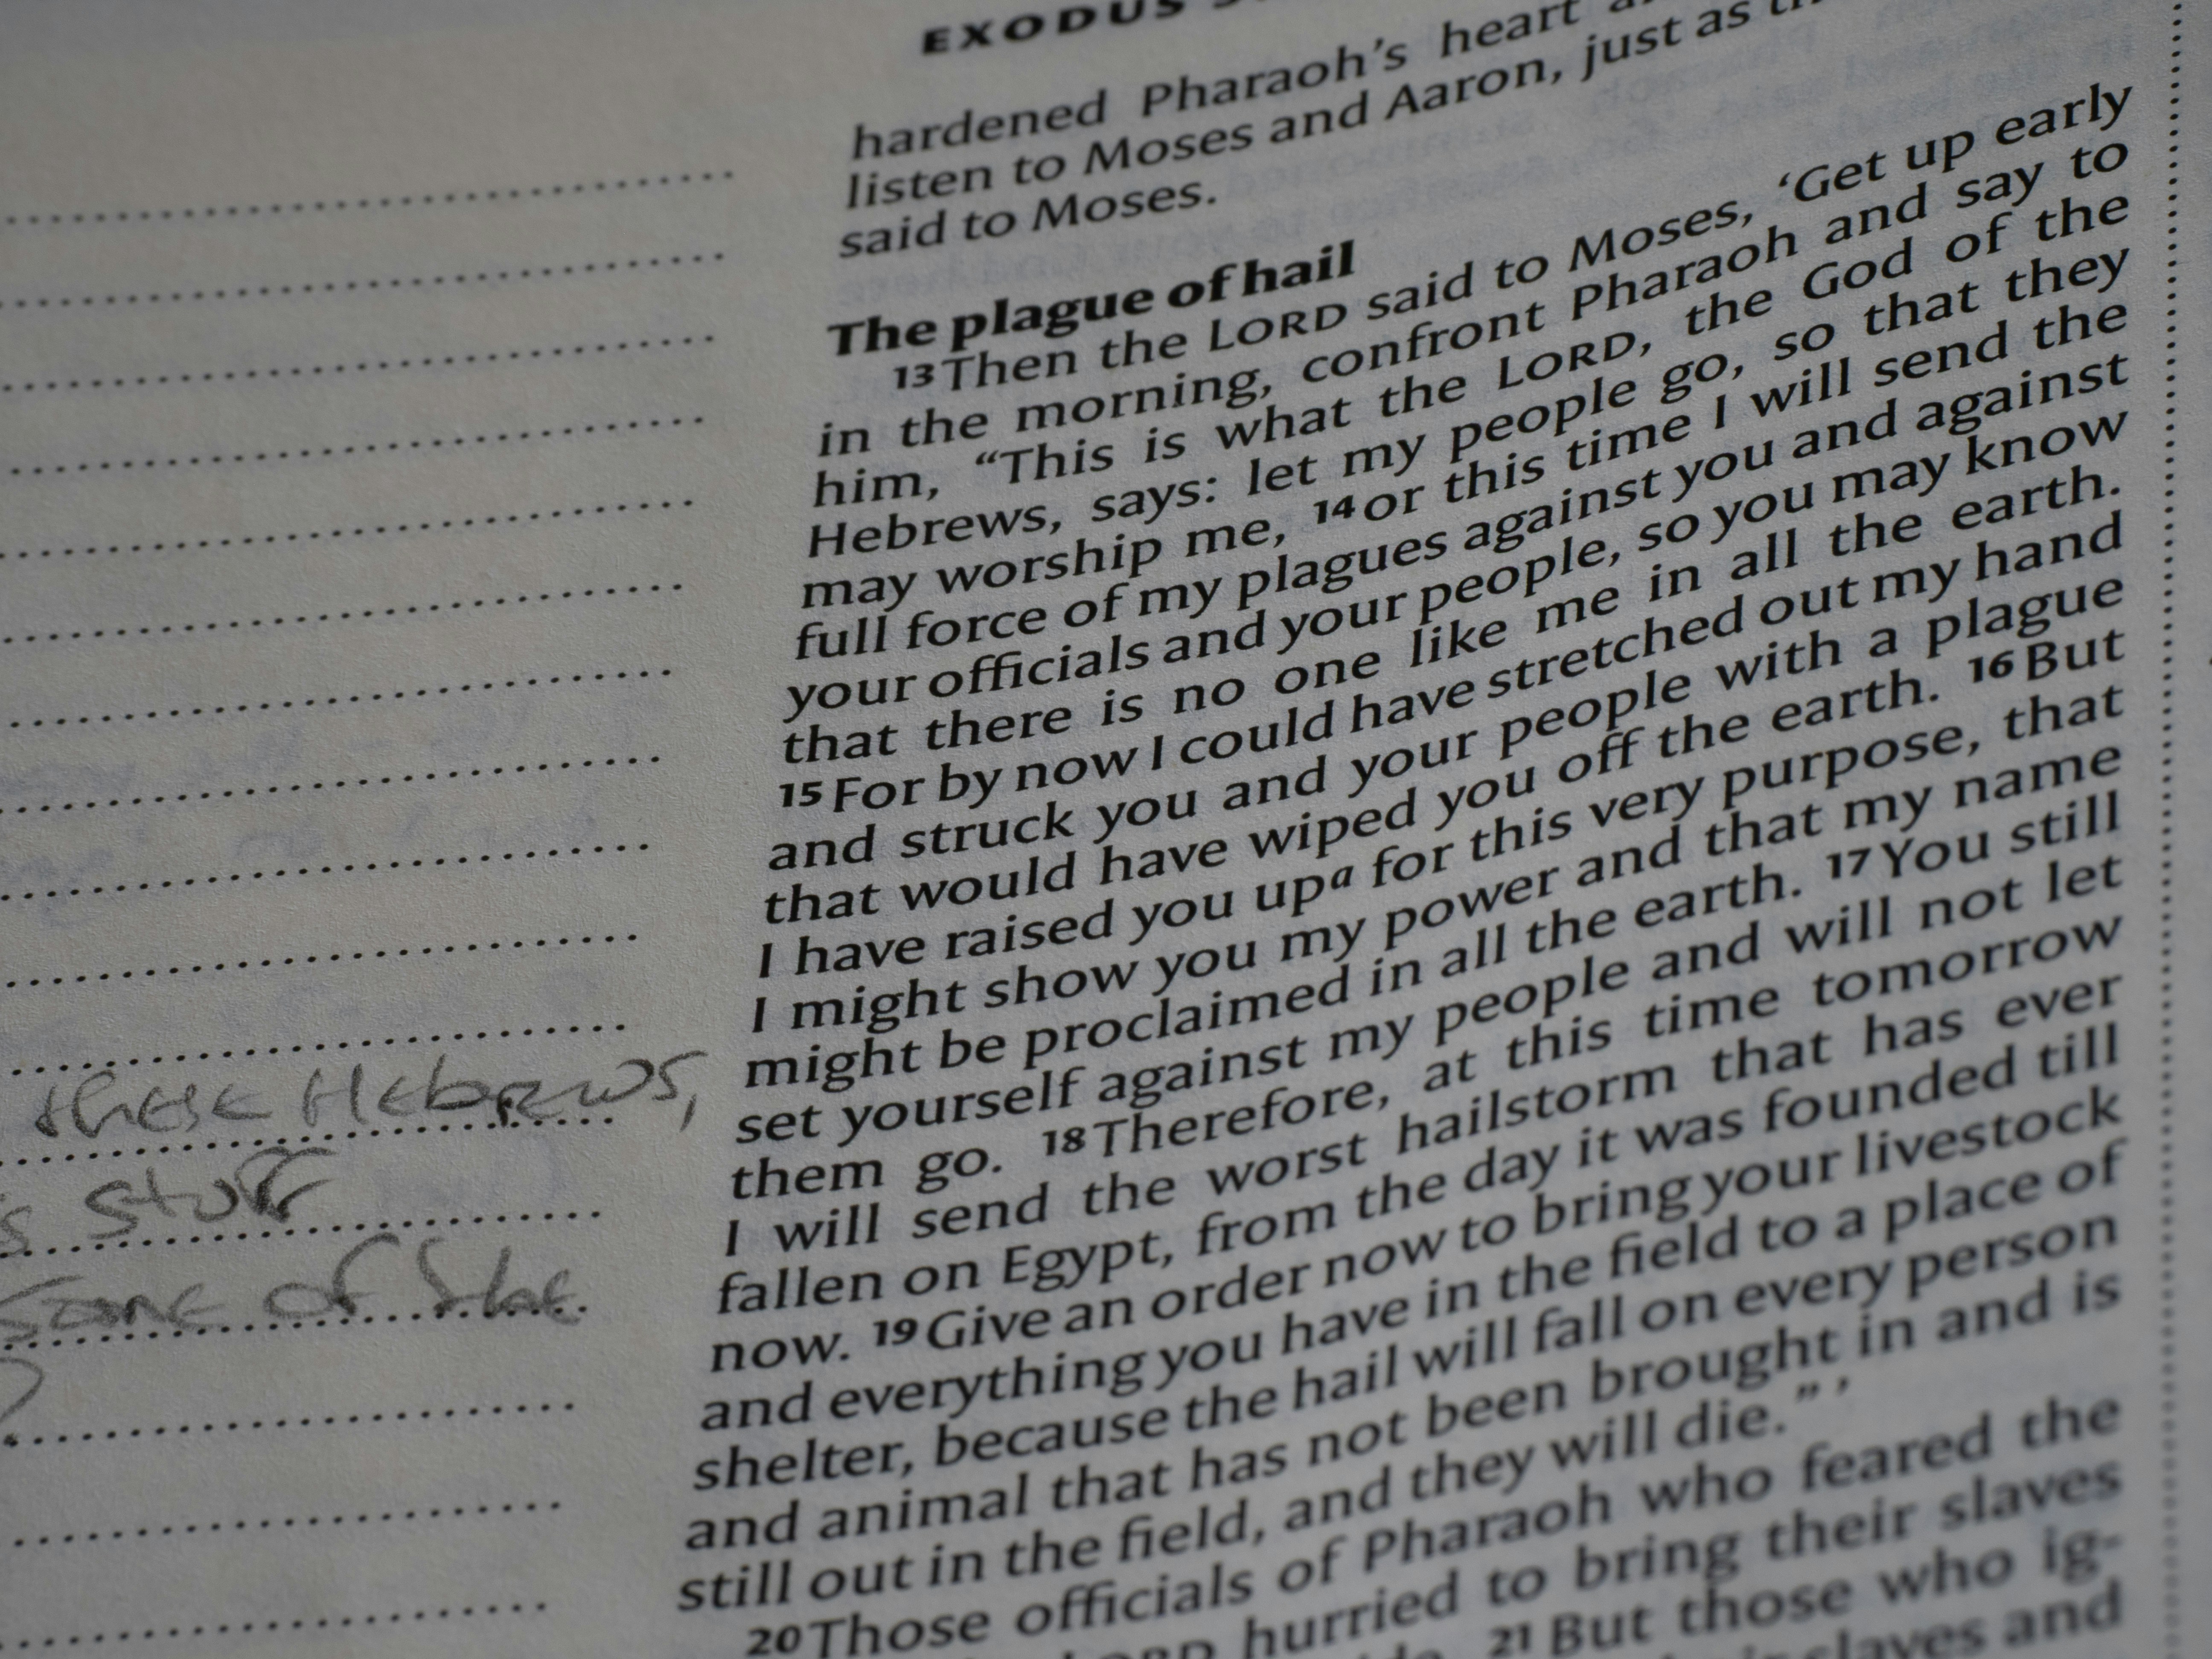 EXODUS
hardened Pharaoh's heart
listen to Moses and Aaron, just as
said to Moses.
The plague of hail
13 Then the LORD said to Moses, ‘Get up early
in the morning, confront Pharaoh and say to
him, “This is what the LORD, the God of the
Hebrews, says: let my people go, so that they
may worship me, 14 or this time I will send the
full force of my plagues against you and against
your officials and your people, so you may know
that there is no one like me in all the earth.
15 For by now I could have stretched out my hand
and struck you and your people with a plague
that would have wiped you off the earth. 16 But
I have raised you up a for this very purpose, that
I might show you my power and that my name
might be proclaimed in all the earth. 17 You still
set yourself against my people and will not let
them go. 18 Therefore, at this time tomorrow
I will send the worst hailstorm that has ever
fallen on Egypt, from the day it was founded till
now. 19 Give an order now to bring your livestock
and everything you have in the field to a place of
shelter, because the hail will fall on every person
and animal that has not been brought in and is
still out in the field, and they will die.” ’
20 Those officials of Pharaoh who feared the
LORD hurried to bring their slaves
21 But those who ig-
slaves and
these Hebrews,
s stuff
some of the